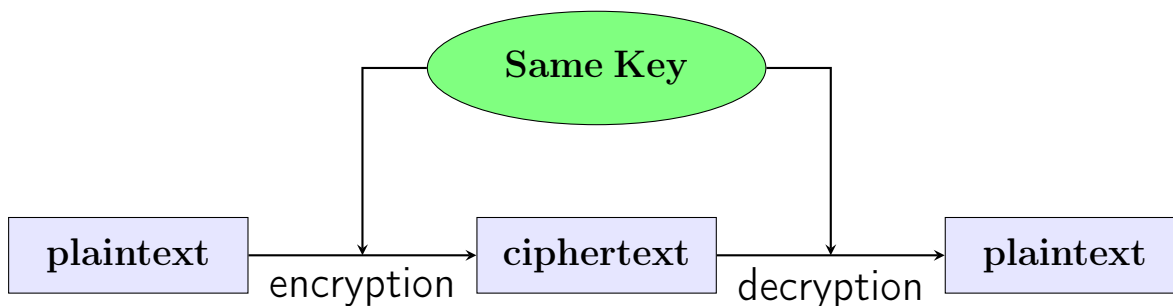 Same Key
plaintext
ciphertext
plaintext
encryption
decryption